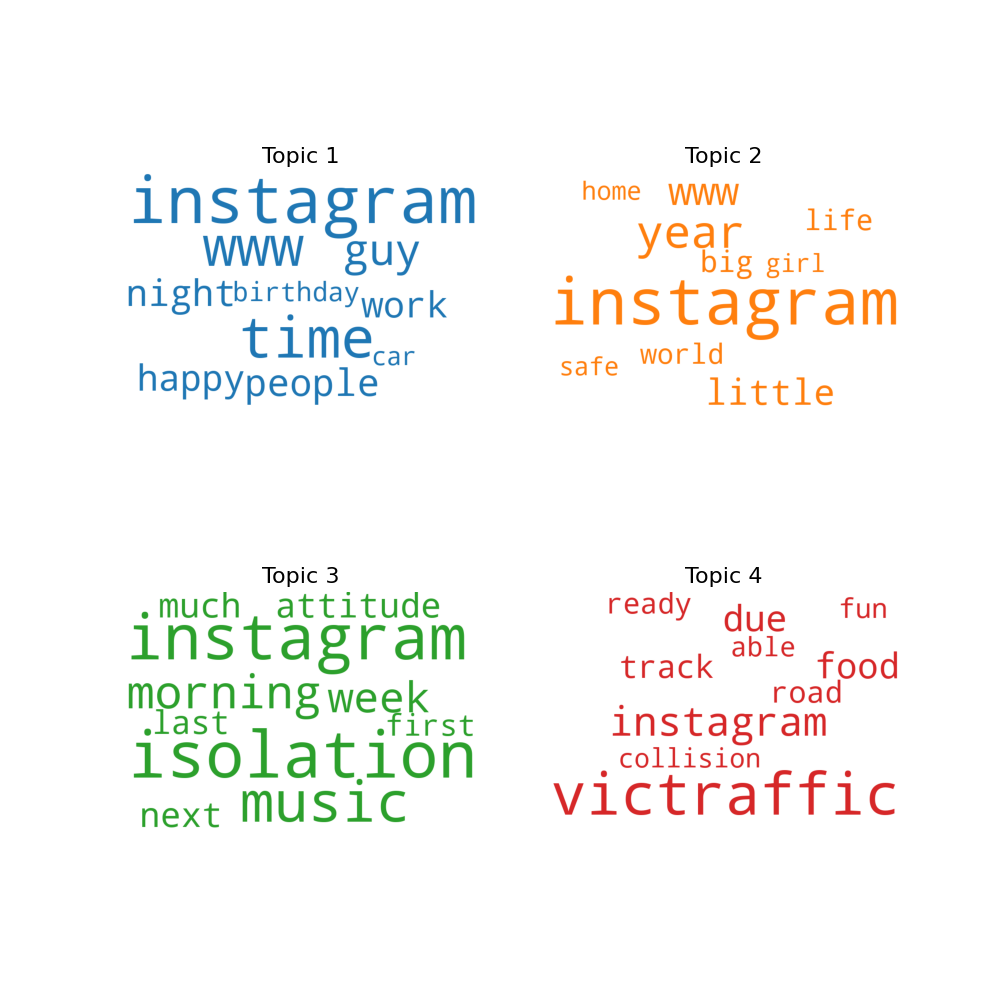 Topic 1
instagram
www guy
night birthday work
time car
happy people
Topic 2
home www life
year
big girl
instagram
safe world
little
Topic 3
much attitude
instagram
morning week
last first
isolation
next music
Topic 4
ready due fun
able
track food
road
instagram
collision
victraffic